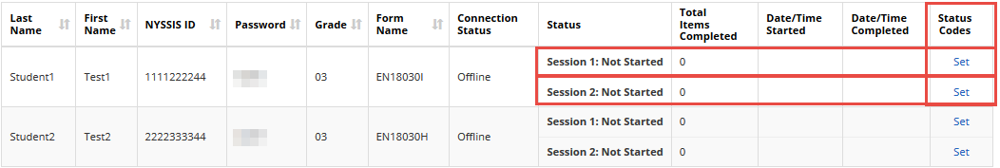 Last Name First Name NYSSIS ID Password Grade Form Name Connection Status Status Total Items Completed Date/Time Started Date/Time Completed Status Codes
Student1 Test1 1111222244 03 EN18030I Offline Session 1: Not Started 0 Set
Session 2: Not Started 0 Set
Student2 Test2 2222333344 03 EN18030H Offline Session 1: Not Started 0 Set
Session 2: Not Started 0 Set